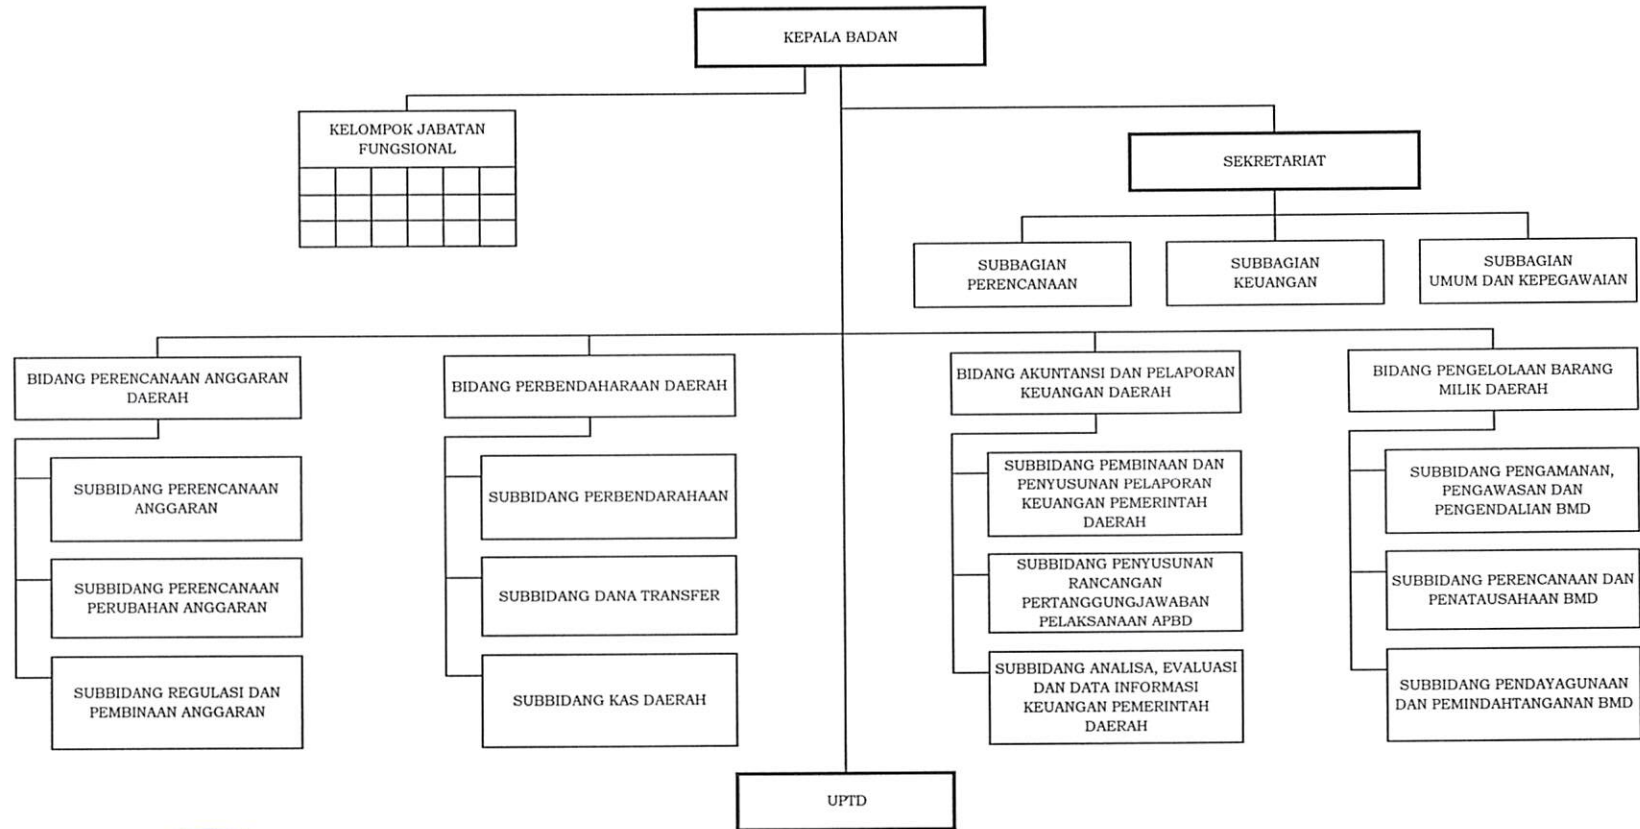 KEPALA BADAN
KELOMPOK JABATAN
FUNGSIONAL
SEKRETARIAT
SUBBAGIAN
PERENCANAAN
SUBBAGIAN
KEUANGAN
SUBBAGIAN
UMUM DAN KEPEGAWAIAN
BIDANG PERENCANAAN ANGGARAN
DAERAH
SUBBIDANG PERENCANAAN
ANGGARAN
SUBBIDANG PERENCANAAN
PERUBAHAN ANGGARAN
SUBBIDANG REGULASI DAN
PEMBINAAN ANGGARAN
BIDANG PERBENDAHARAAN DAERAH
SUBBIDANG PERBENDARAHAAN
SUBBIDANG DANA TRANSFER
SUBBIDANG KAS DAERAH
BIDANG AKUNTANSI DAN PELAPORAN
KEUANGAN DAERAH
SUBBIDANG PEMBINAAN DAN
PENYUSUNAN PELAPORAN
KEUANGAN PEMERINTAH
DAERAH
SUBBIDANG PENYUSUNAN
RANCANGAN
PERTANGGUNGJAWABAN
PELAKSANAAN APBD
SUBBIDANG ANALISA, EVALUASI
DAN DATA INFORMASI
KEUANGAN PEMERINTAH
DAERAH
BIDANG PENGELOLAAN BARANG
MILIK DAERAH
SUBBIDANG PENGAMANAN,
PENGAWASAN DAN
PENGENDALIAN BMD
SUBBIDANG PERENCANAAN DAN
PENATAUSAHAAN BMD
SUBBIDANG PENDAYAGUNAAN
DAN PEMINDAHTANGANAN BMD
UPTD